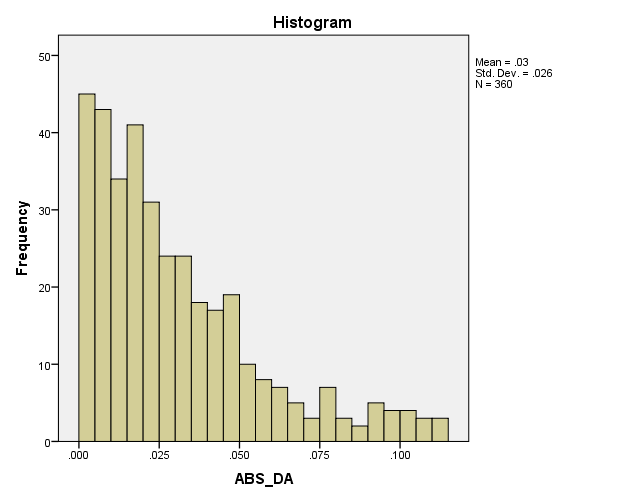 Histogram
Mean = .03
Std. Dev. = .026
N = 360
50
40
30
20
10
0
Frequency
.000 .025 .050 .075 .100
ABS_DA